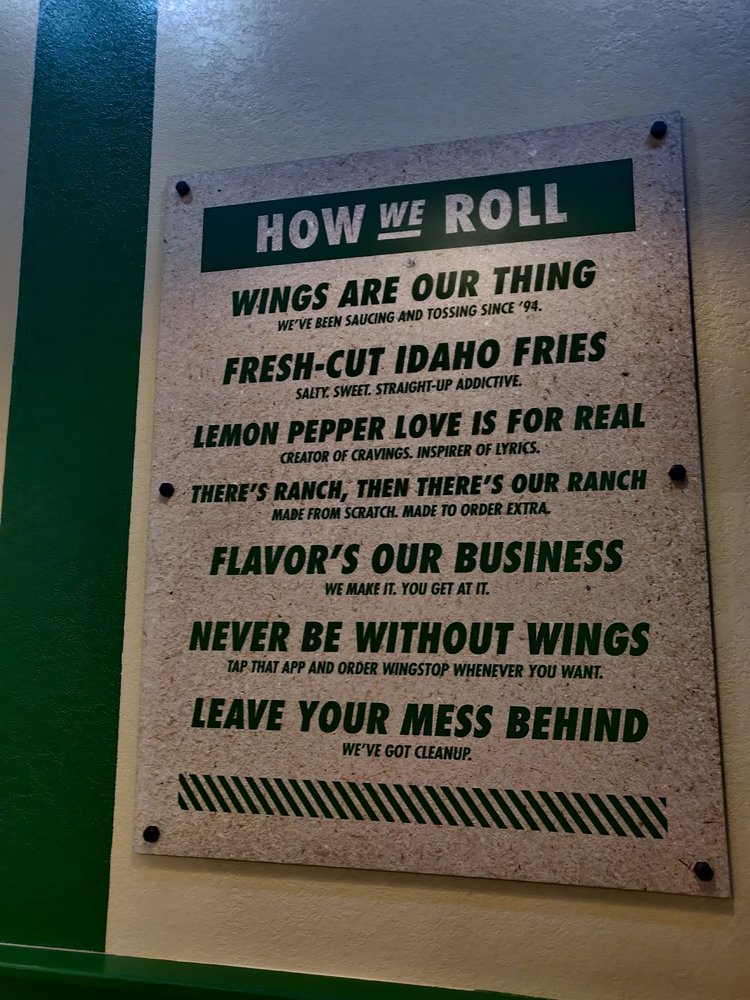 HOW WE ROLL
WINGS ARE OUR THING
WE'VE BEEN SAUCING AND TOSSING SINCE '94.
FRESH-CUT IDAHO FRIES
SALTY. SWEET. STRAIGHT-UP ADDICTIVE.
LEMON PEPPER LOVE IS FOR REAL
CREATOR OF CRAVINGS. INSPIRER OF LYRICS.
THERE'S RANCH, THEN THERE'S OUR RANCH
MADE FROM SCRATCH. MADE TO ORDER EXTRA.
FLAVOR'S OUR BUSINESS
WE MAKE IT. YOU GET AT IT.
NEVER BE WITHOUT WINGS
TAP THAT APP AND ORDER WINGSTOP WHENEVER YOU WANT.
LEAVE YOUR MESS BEHIND
WE'VE GOT CLEANUP.